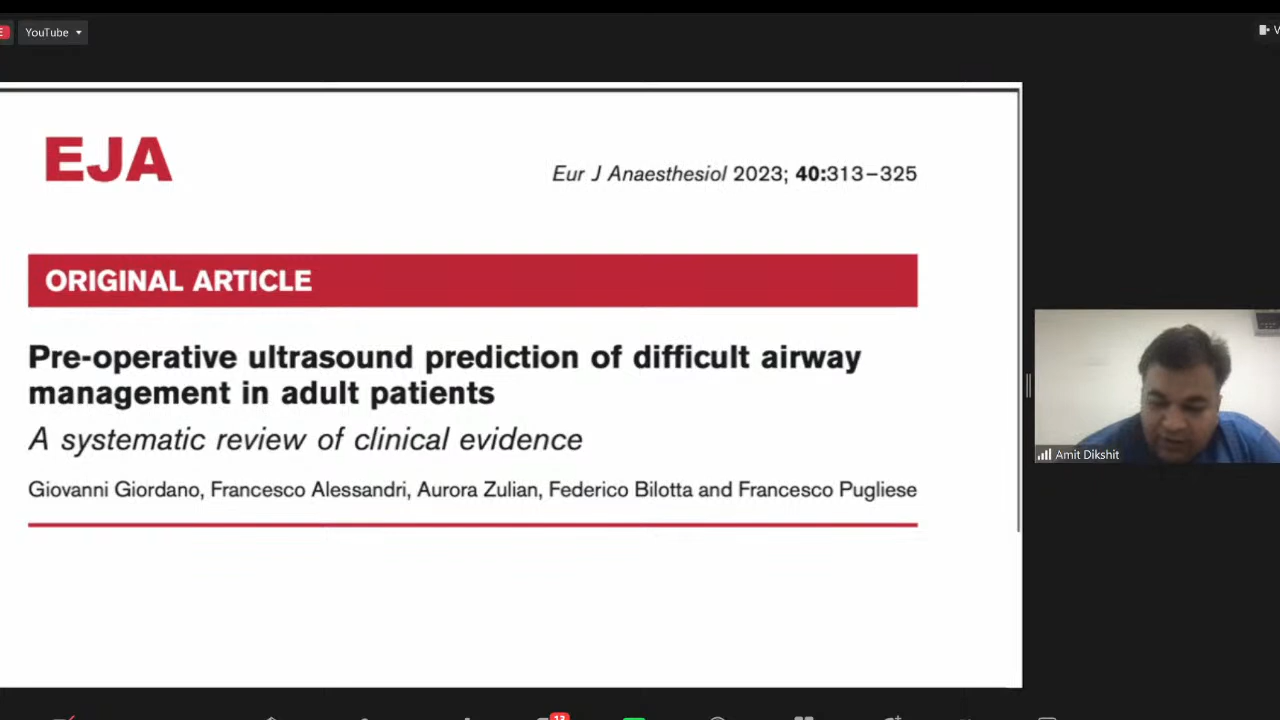 YouTube
EJA
Eur J Anaesthesiol 2023; 40:313–325
ORIGINAL ARTICLE
Pre-operative ultrasound prediction of difficult airway
management in adult patients
A systematic review of clinical evidence
Giovanni Giordano, Francesco Alessandri, Aurora Zulian, Federico Bilotta and Francesco Pugliese
Amit Dikshit
13